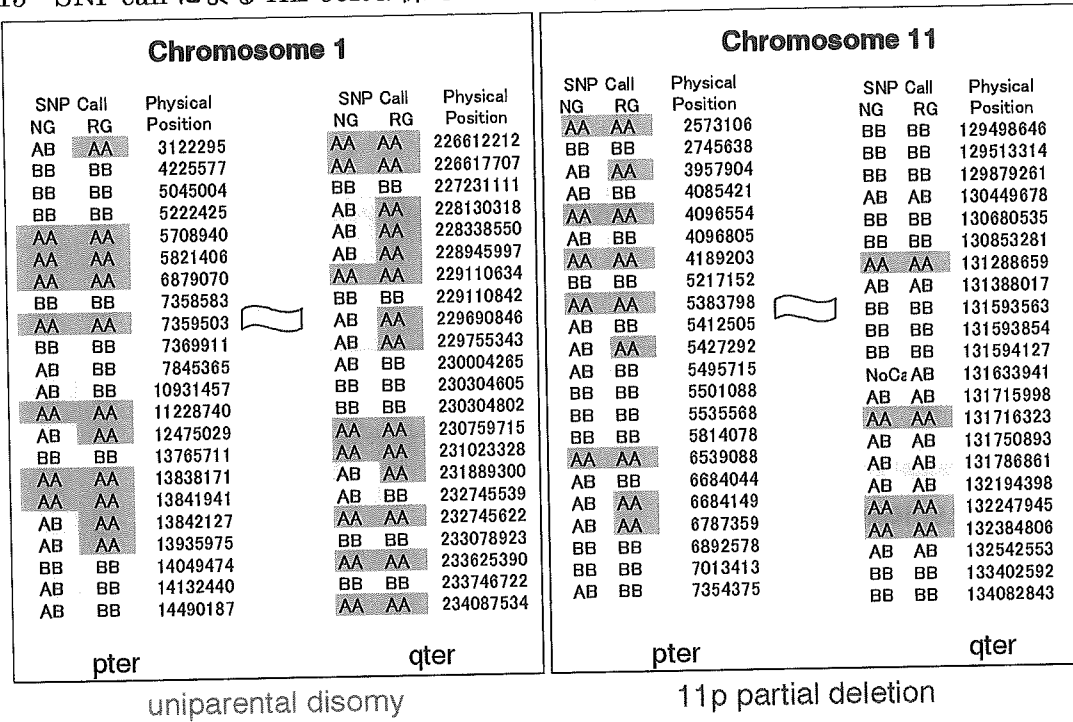 SNP call による
Chromosome 1
SNP Call Physical
NG RG Position
AB AA 3122295
BB BB 4225577
BB BB 5045004
BB BB 5222425
AA AA 5708940
AA AA 5821406
AA AA 6879070
BB BB 7358583
AA AA 7359503
BB BB 7369911
AB BB 7845365
AB BB 10931457
AA AA 11228740
AB AA 12475029
BB BB 13765711
AA AA 13838171
AA AA 13841941
AB AA 13842127
AB AA 13935975
BB BB 14049474
AB BB 14132440
AB BB 14490187
pter
SNP Call Physical
NG RG Position
AA AA 226612212
AA AA 226617707
BB BB 227231111
AB AA 228130318
AB AA 228338550
AB AA 228945997
AA AA 229110634
BB BB 229110842
AB AA 229690846
AB AA 229755343
AB BB 230004265
BB BB 230304605
BB BB 230304802
AA AA 230759715
AA AA 231023328
AB AA 231889300
AB BB 232745539
AA AA 232745622
BB BB 233078923
AA AA 233625390
BB BB 233746722
AA AA 234087534
qter
uniparental disomy
Chromosome 11
SNP Call Physical
NG RG Position
AA AA 2573106
BB BB 2745638
AB AA 3957904
AB BB 4085421
AA AA 4096554
AB BB 4096805
AA AA 4189203
BB BB 5217152
AA AA 5383798
AB BB 5412505
AB AA 5427292
AB BB 5495715
BB BB 5501088
BB BB 5535568
BB BB 5814078
AA AA 6539088
AB BB 6684044
AB AA 6684149
AB AA 6787359
BB BB 6892578
BB BB 7013413
AB BB 7354375
pter
SNP Call Physical
NG RG Position
BB BB 129498646
BB BB 129513314
BB BB 129879261
AB AB 130449678
BB BB 130680535
BB BB 130853281
AA AA 131288659
AB AB 131388017
BB BB 131593563
BB BB 131593854
BB BB 131594127
NoCa AB 131633941
AB AB 131715998
AA AA 131716323
AB AB 131750893
AB AB 131786861
AB AB 132194398
AA AA 132247945
AA AA 132384806
AB AB 132542553
BB BB 133402592
BB BB 134082843
qter
11p partial deletion